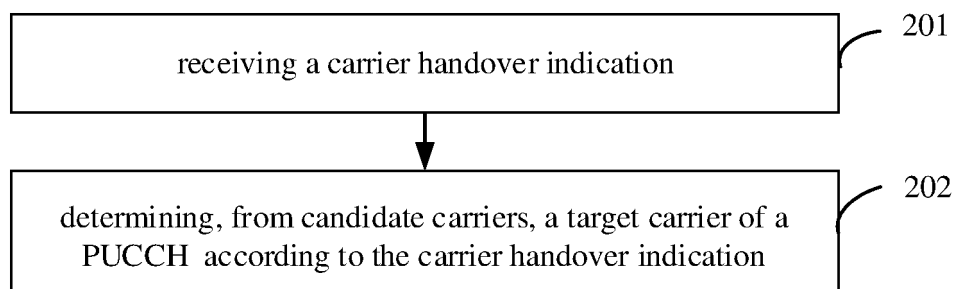 receiving a carrier handover indication
201
determining, from candidate carriers, a target carrier of a
PUCCH according to the carrier handover indication
202